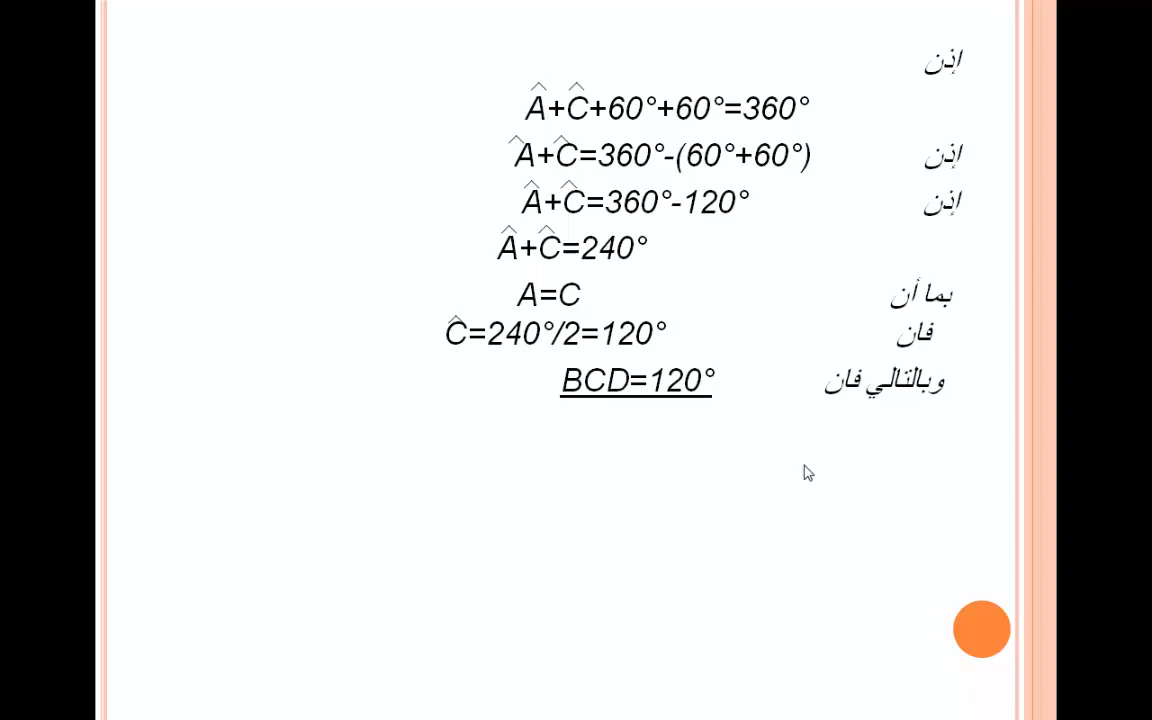 إذن
Â+Ĉ+60°+60°=360°
إذن Â+Ĉ=360°-(60°+60°)
إذن Â+Ĉ=360°-120°
Â+Ĉ=240°
بما أن A=C
فان Ĉ=240°/2=120°
وبالتالي فان BCD=120°